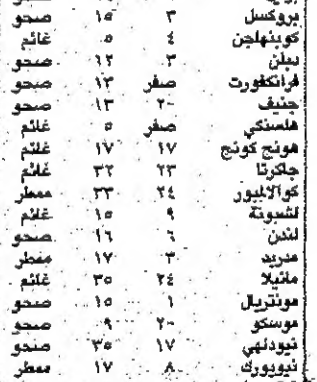 بروكسل ٣ ١٥ صحو
كوبنهاجن ٤ ٥ غائم
دبلن ٣ ١٢ صحو
فرانكفورت صفر ١٣ صحو
جنيف ٢- ١٣ صحو
هلسنكي صفر ٥ غائم
هونج كونج ١٧ ١٧ غائم
جاكرتا ٢٣ ٣٢ غائم
كوالالمبور ٢٤ ٣٣ ممطر
لشبونة ٩ ١٥ غائم
لندن ٦ ١٦ صحو
مدريد ٣ ١٧ ممطر
مانيلا ٢٤ ٣٥ غائم
مونتريال ١ ١٥ صحو
موسكو ٢- ٩ صحو
نيودلهي ١٧ ٣٥ صحو
نيويورك ٨ ١٧ ممطر